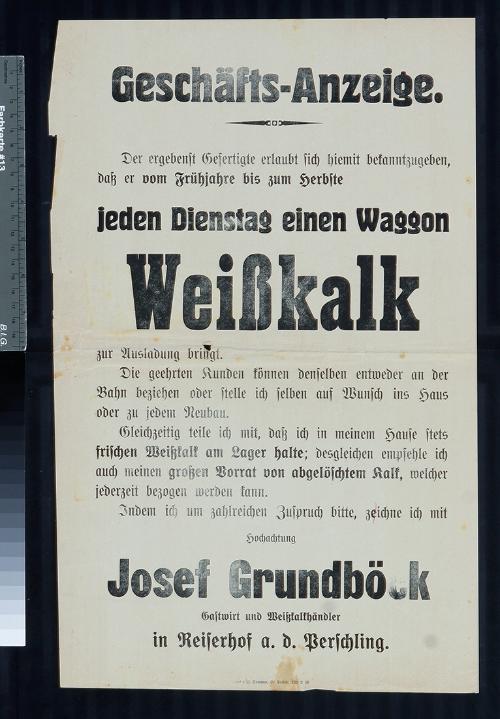 Geschäfts-Anzeige.
Der ergebenst Gefertigte erlaubt sich hiemit bekanntzugeben,
daß er vom Frühjahre bis zum Herbste
jeden Dienstag einen Waggon
Weißkalk
zur Ausladung bringt.
Die geehrten Kunden können denselben entweder an der
Bahn beziehen oder stelle ich selben auf Wunsch ins Haus
oder zu jedem Neubau.
Gleichzeitig teile ich mit, daß ich in meinem Hause stets
frischen Weißkalk am Lager halte; desgleichen empfehle ich
auch meinen großen Vorrat von abgelöschtem Kalk, welcher
jederzeit bezogen werden kann.
Indem ich um zahlreichen Zuspruch bitte, zeichne ich mit
Hochachtung
Josef Grundböck
Gastwirt und Weißkalkhändler
in Reiserhof a. d. Perschling.
Farbkarte #13
B.I.G.